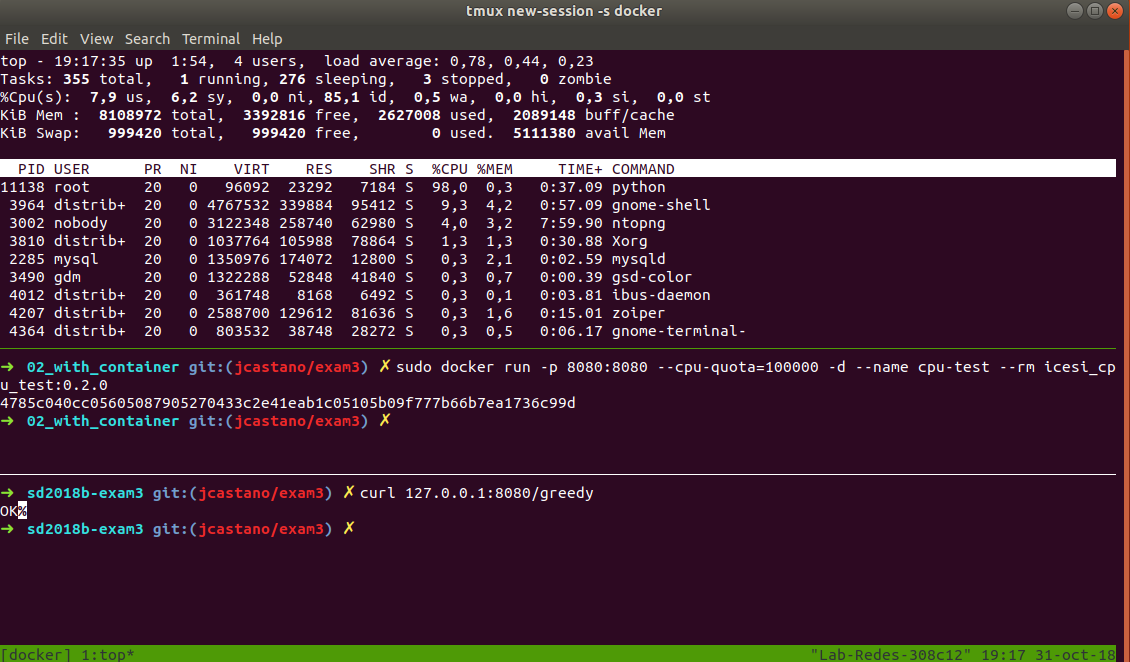 tmux new-session -s docker
File Edit View Search Terminal Help
top - 19:17:35 up  1:54,  4 users,  load average: 0,78, 0,44, 0,23
Tasks: 355 total,   1 running, 276 sleeping,   3 stopped,   0 zombie
%Cpu(s):  7,9 us,  6,2 sy,  0,0 ni, 85,1 id,  0,5 wa,  0,0 hi,  0,3 si,  0,0 st
KiB Mem :  8108972 total,  3392816 free,  2627008 used,  2089148 buff/cache
KiB Swap:   999420 total,   999420 free,        0 used.  5111380 avail Mem
  PID USER      PR  NI    VIRT    RES    SHR S  %CPU %MEM     TIME+ COMMAND
11138 root      20   0   96092  23292   7184 S  98,0  0,3   0:37.09 python
 3964 distrib+  20   0 4767532 339884  95412 S   9,3  4,2   0:57.09 gnome-shell
 3002 nobody    20   0 3122348 258740  62980 S   4,0  3,2   7:59.90 ntopng
 3810 distrib+  20   0 1037764 105988  78864 S   1,3  1,3   0:30.88 Xorg
 2285 mysql     20   0 1350976 174072  12800 S   0,3  2,1   0:02.59 mysqld
 3490 gdm       20   0 1322288  52848  41840 S   0,3  0,7   0:00.39 gsd-color
 4012 distrib+  20   0  361748   8168   6492 S   0,3  0,1   0:03.81 ibus-daemon
 4207 distrib+  20   0 2588700 129612  81636 S   0,3  1,6   0:15.01 zoiper
 4364 distrib+  20   0  803532  38748  28272 S   0,3  0,5   0:06.17 gnome-terminal-
➜  02_with_container git:(jcastano/exam3) ✗ sudo docker run -p 8080:8080 --cpu-quota=100000 -d --name cpu-test --rm icesi_cp
u_test:0.2.0
4785c040cc05605087905270433c2e41eab1c05105b09f777b66b7ea1736c99d
➜  02_with_container git:(jcastano/exam3) ✗
➜  sd2018b-exam3 git:(jcastano/exam3) ✗ curl 127.0.0.1:8080/greedy
OK%
➜  sd2018b-exam3 git:(jcastano/exam3) ✗
[docker] 1:top* "Lab-Redes-308c12" 19:17 31-oct-18